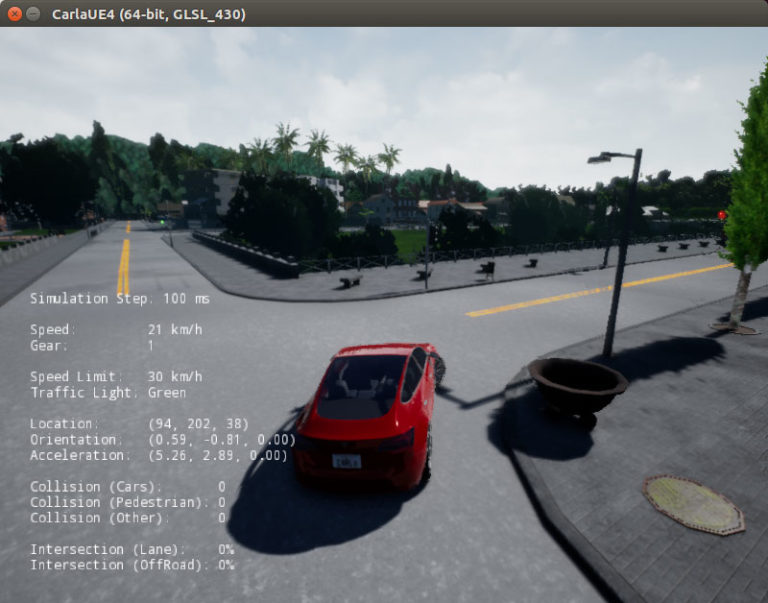 CarlaUE4 (64-bit, GLSL_430)
Simulation Step: 100 ms
Speed: 21 km/h
Gear: 1
Speed Limit: 30 km/h
Traffic Light: Green
Location: (94, 202, 38)
Orientation: (0.59, -0.81, 0.00)
Acceleration: (5.26, 2.89, 0.00)
Collision (Cars): 0
Collision (Pedestrian): 0
Collision (Other): 0
Intersection (Lane): 0%
Intersection (OffRoad): 0%